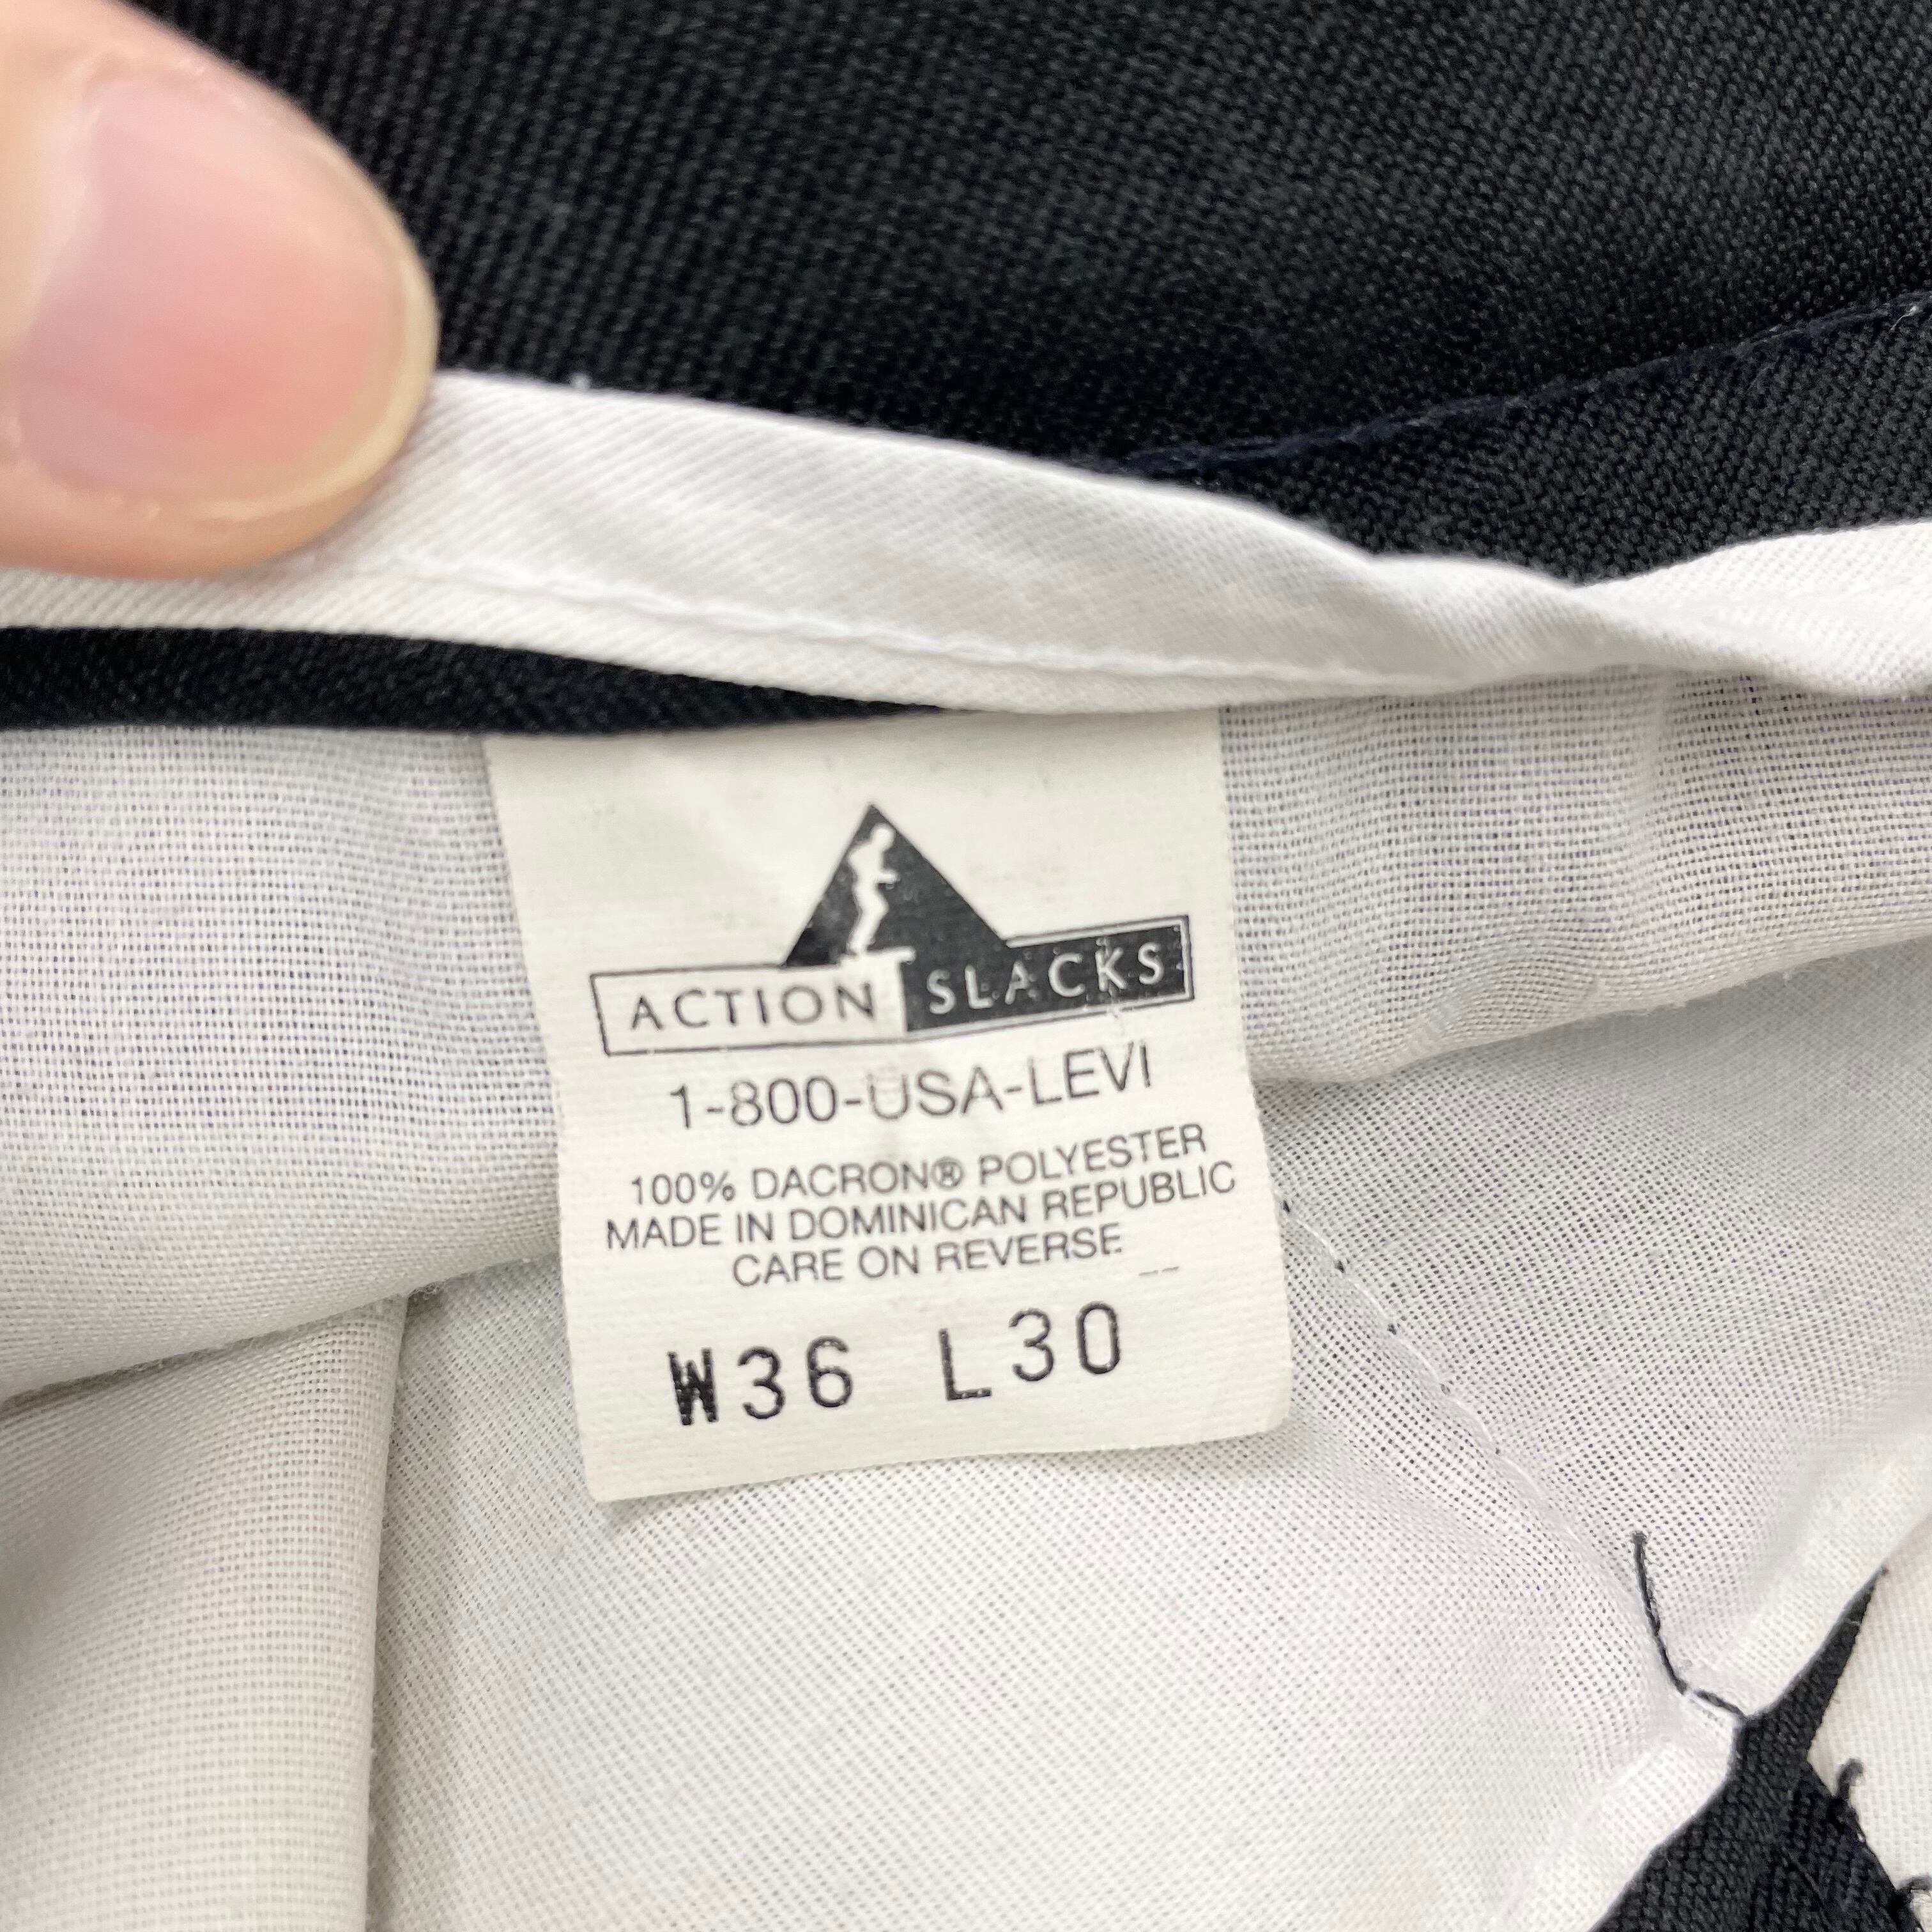 ACTION SLACKS
1-800-USA-LEVI
100% DACRON® POLYESTER
MADE IN DOMINICAN REPUBLIC
CARE ON REVERSE
W36 L30